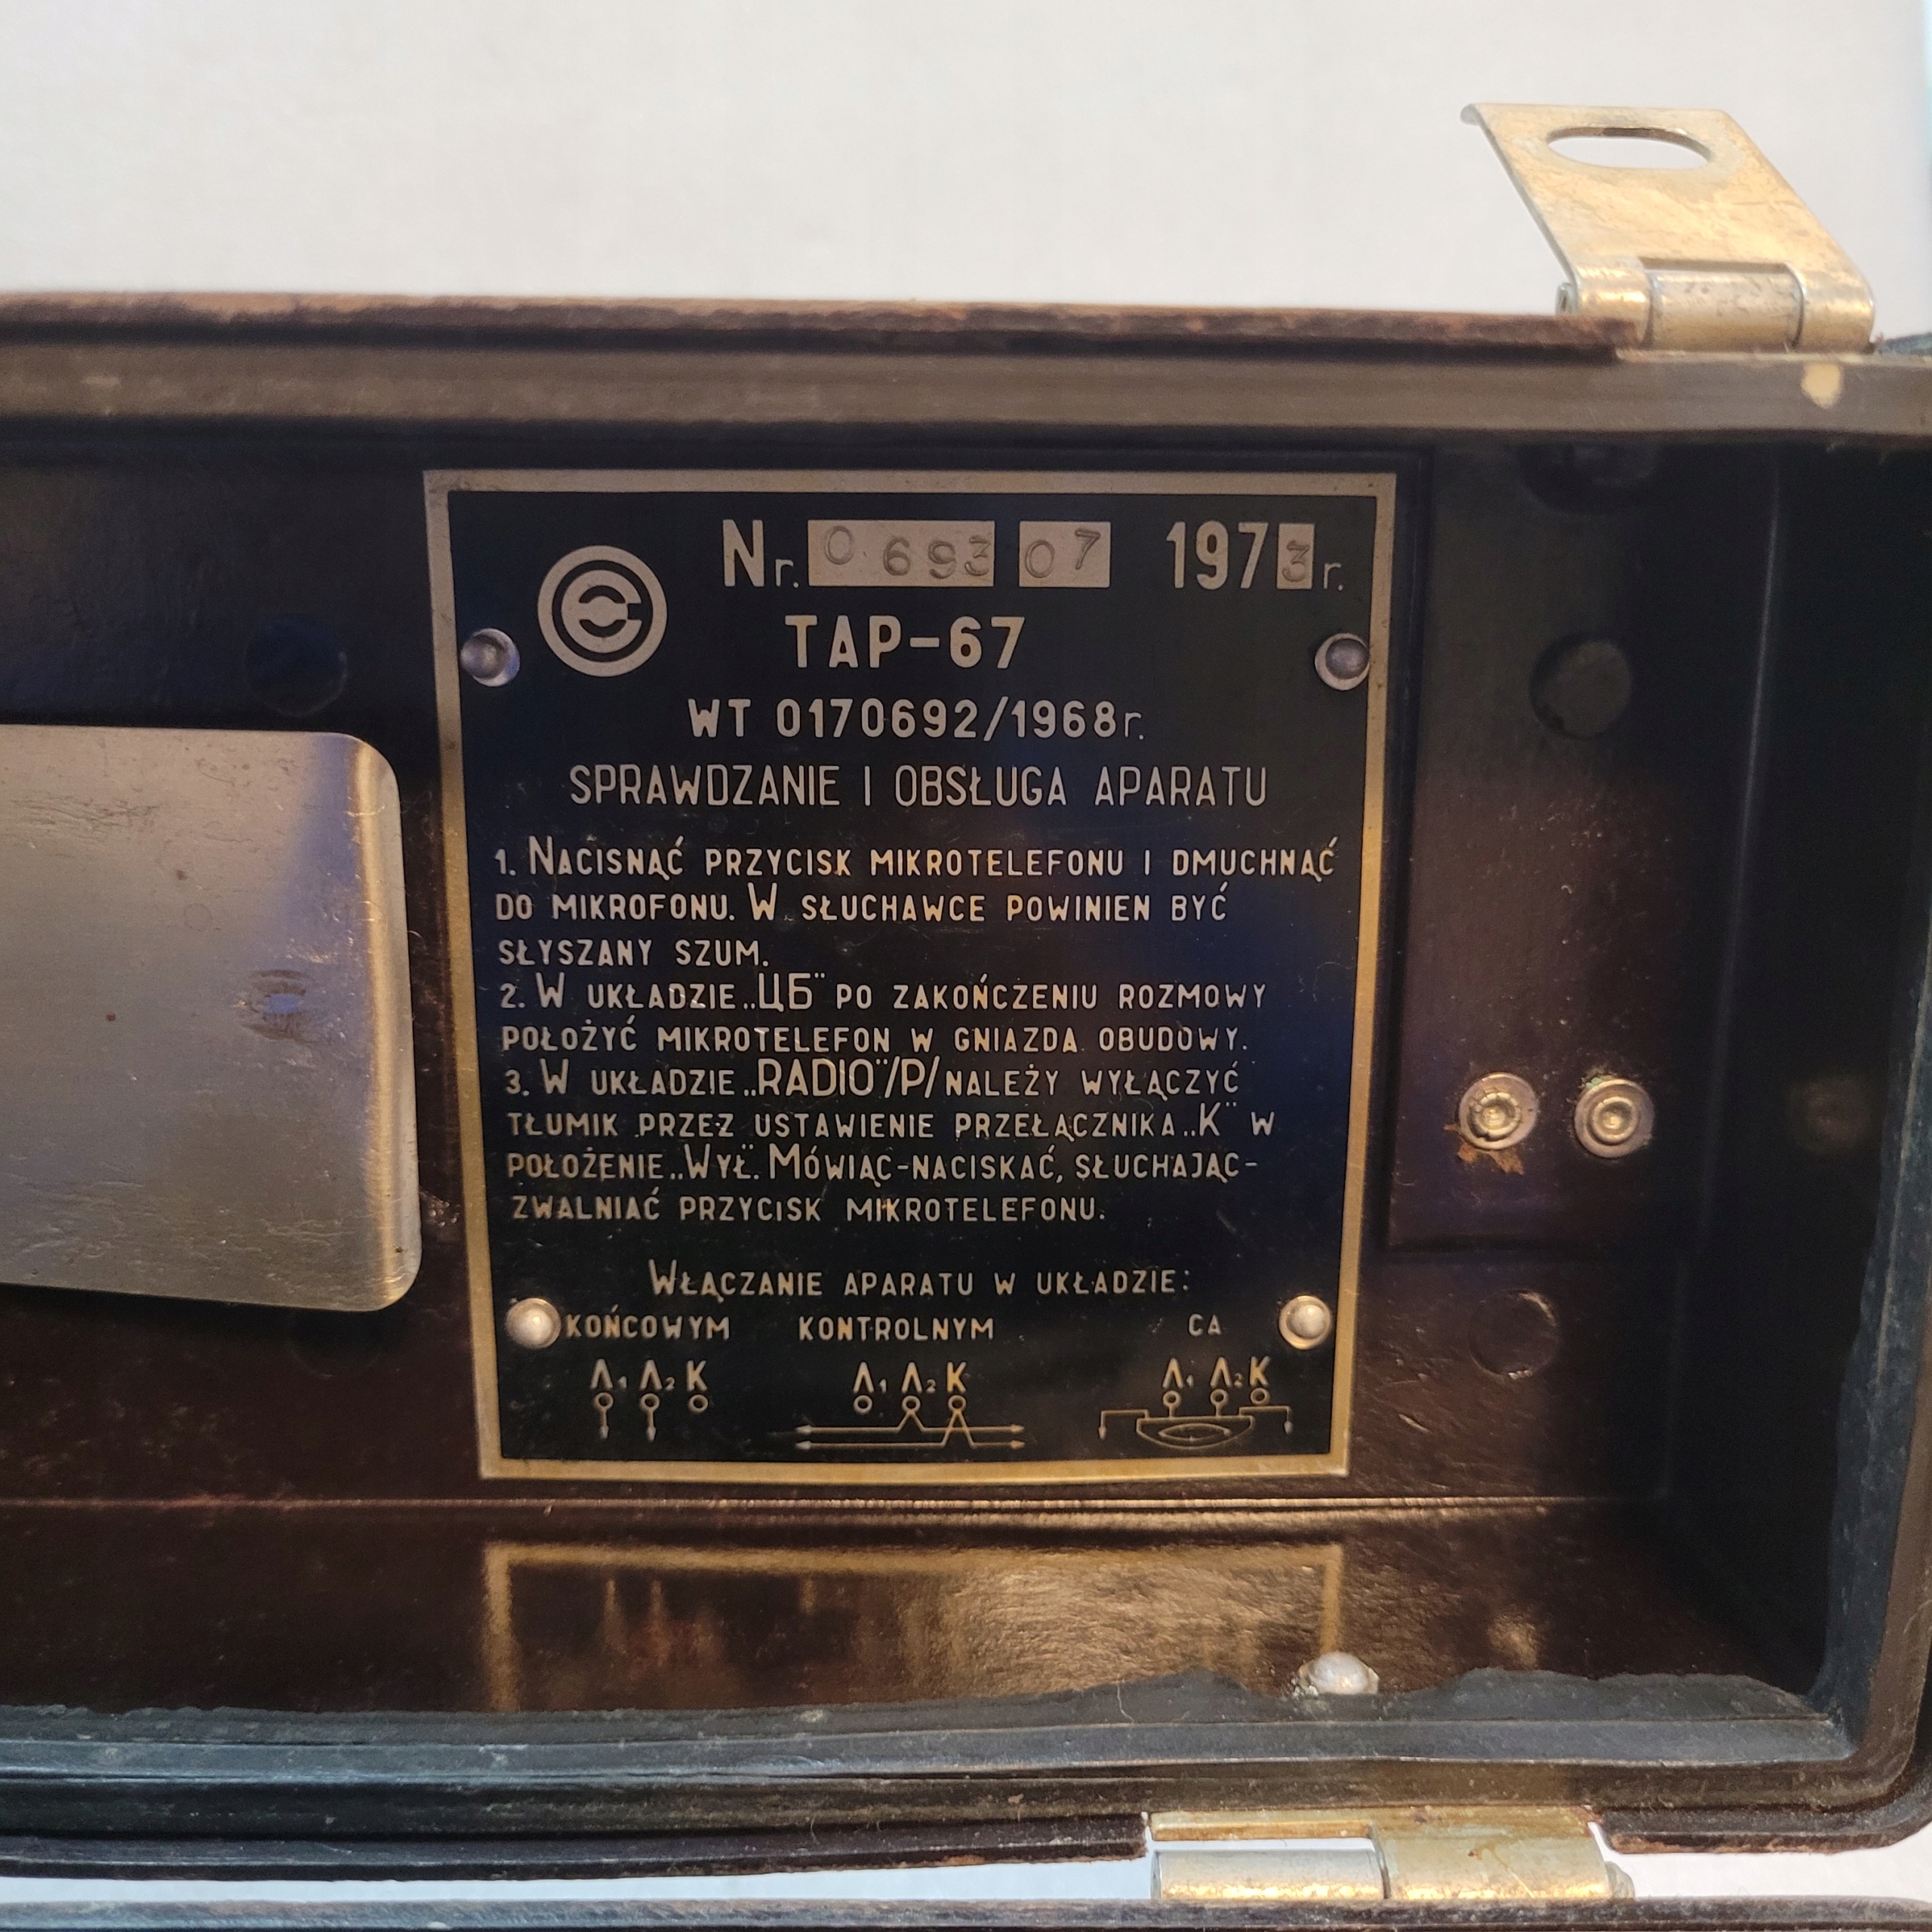 Nr. 0 693 07 1973 r.
TAP-67
WT 0170692/1968r.
SPRAWDZANIE I OBSŁUGA APARATU
1. NACISNĄĆ PRZYCISK MIKROTELEFONU I DMUCHNĄĆ
DO MIKROFONU. W SŁUCHAWCE POWINIEN BYĆ
SŁYSZANY SZUM.
2. W UKŁADZIE „ЦБ" PO ZAKOŃCZENIU ROZMOWY
POŁOŻYĆ MIKROTELEFON W GNIAZDA OBUDOWY.
3. W UKŁADZIE „RADIO"/P/ NALEŻY WYŁĄCZYĆ
TŁUMIK PRZEZ USTAWIENIE PRZEŁĄCZNIKA „K" W
POŁOŻENIE „WYŁ". MÓWIĄC-NACISKAĆ, SŁUCHAJĄC-
ZWALNIAĆ PRZYCISK MIKROTELEFONU.
WŁĄCZANIE APARATU W UKŁADZIE:
KOŃCOWYM KONTROLNYM CA
Λ1 Λ2 K Λ1 Λ2 K Λ1 Λ2 K